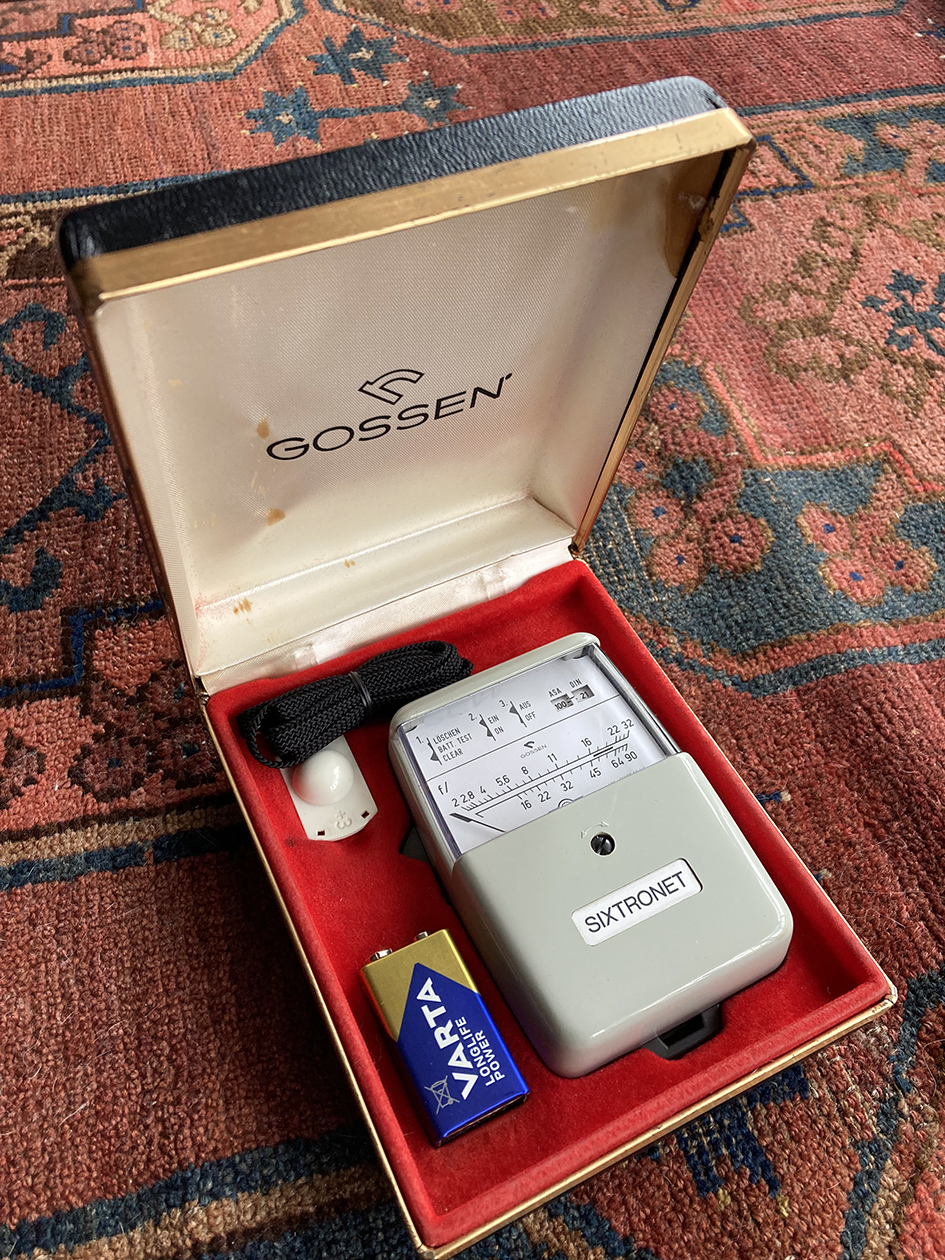 GOSSEN
1. LÖSCHEN
BATT. TEST
CLEAR
2. EIN
ON
3. AUS
OFF
ASA DIN
100 21
GOSSEN
f/ 2 2.8 4 5.6 8 11 16 22 32
16 22 32 45 64 90
SIXTRONET
VARTA
LONGLIFE
POWER